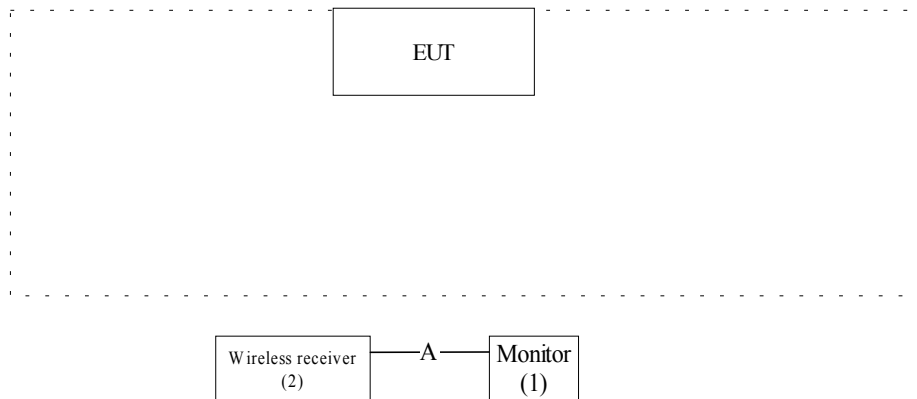 EUT
Wireless receiver
(2)
A
Monitor
(1)